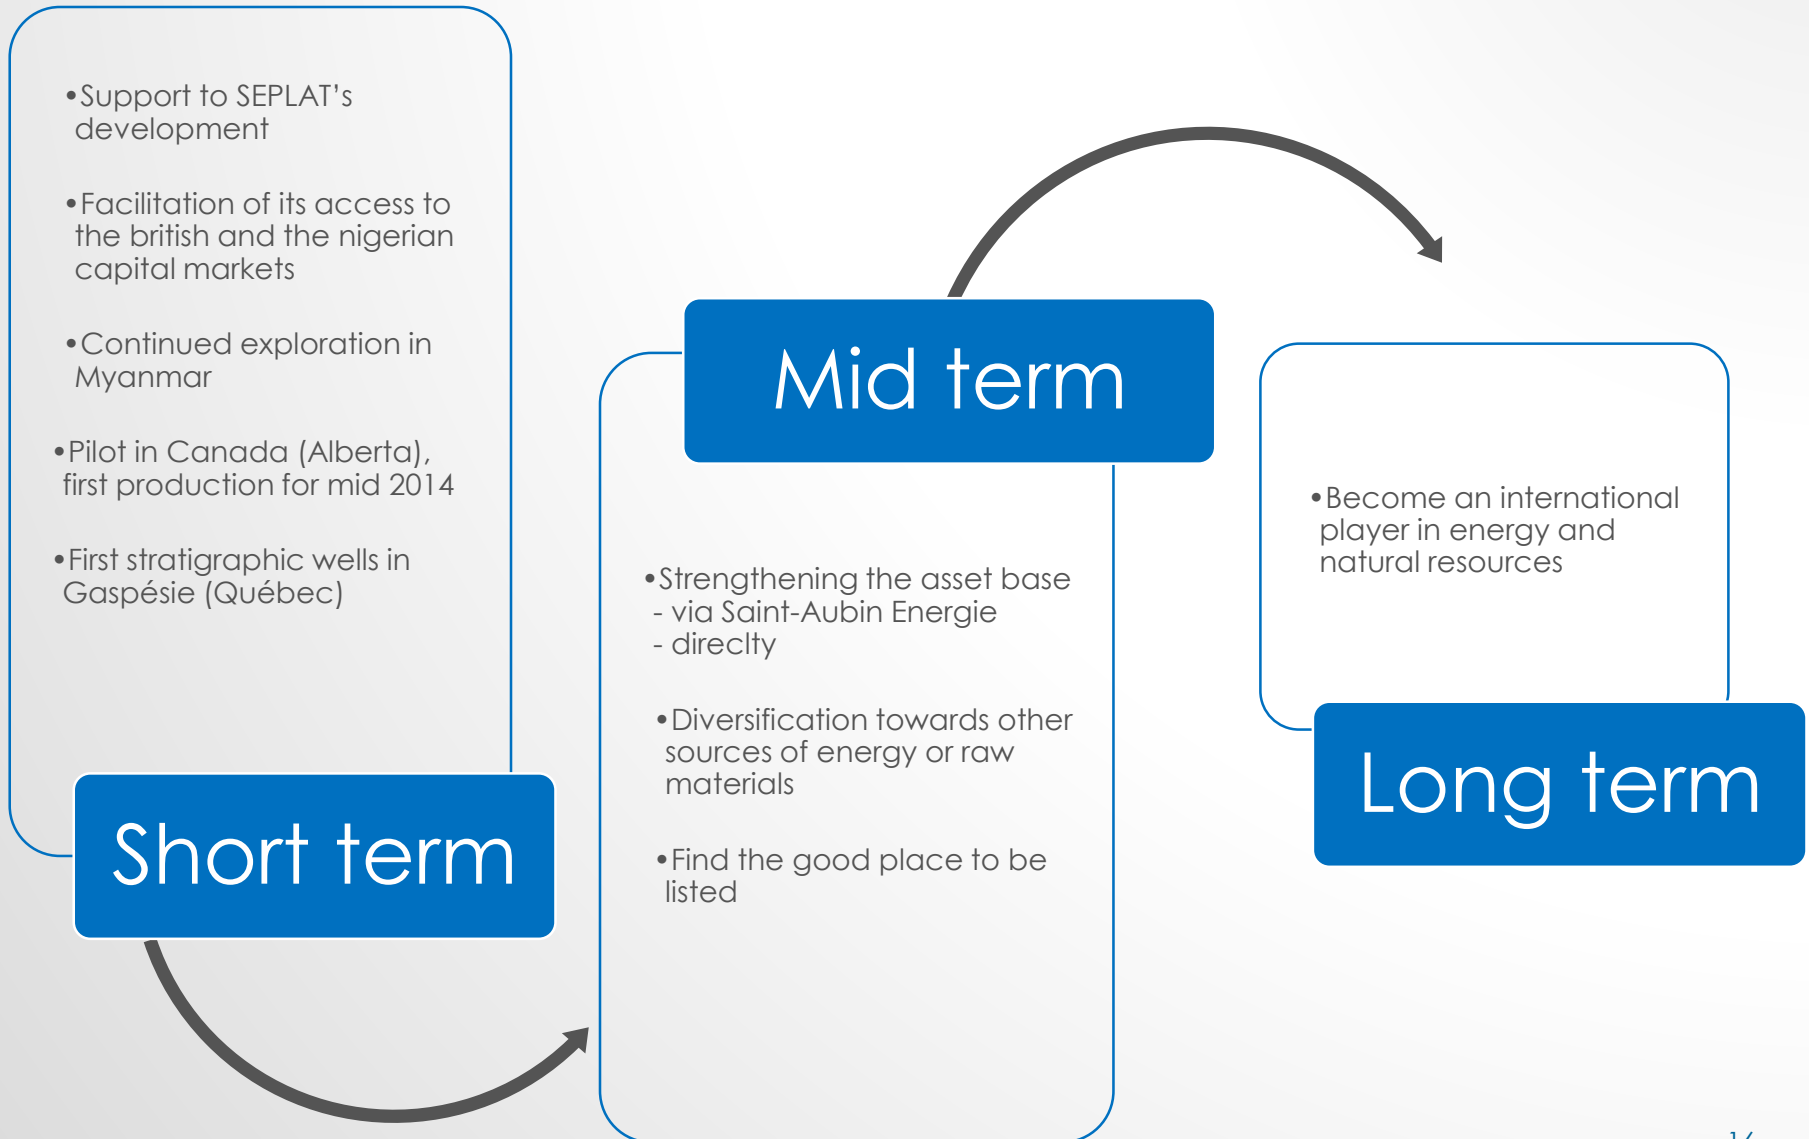 •Support to SEPLAT's
development
•Facilitation of its access to
the british and the nigerian
capital markets
•Continued exploration in
Myanmar
•Pilot in Canada (Alberta),
first production for mid 2014
•First stratigraphic wells in
Gaspésie (Québec)
Short term
Mid term
•Strengthening the asset base
- via Saint-Aubin Energie
- direclty
•Diversification towards other
sources of energy or raw
materials
•Find the good place to be
listed
•Become an international
player in energy and
natural resources
Long term